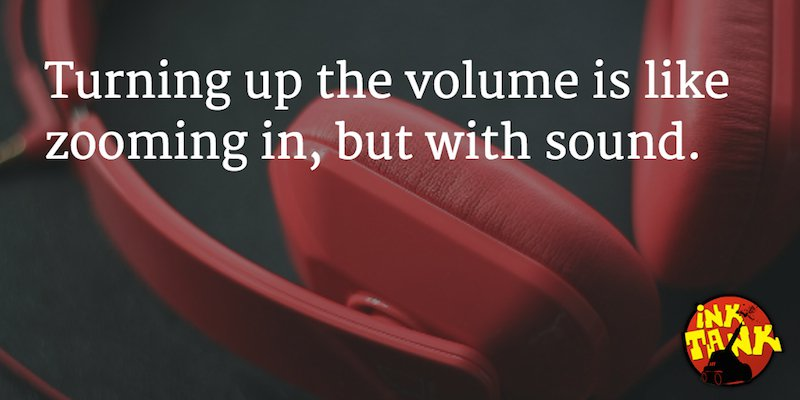 Turning up the volume is like
zooming in, but with sound.
iNK
TANK